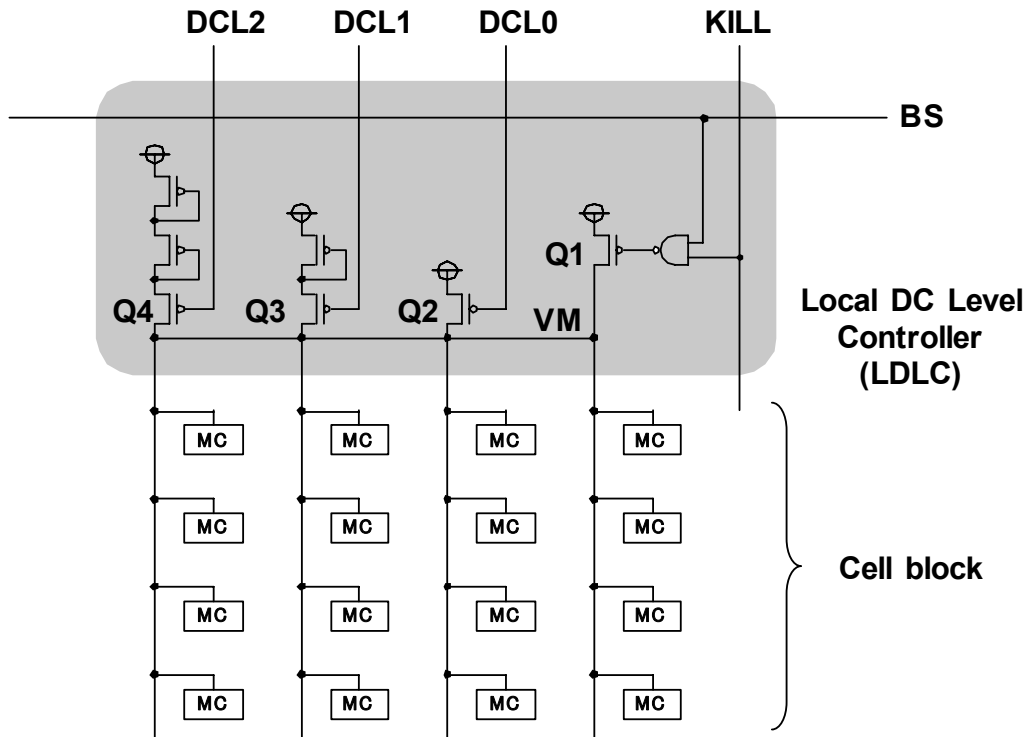 DCL2 DCL1 DCL0 KILL
BS
Q1
Q4 Q3 Q2 VM
Local DC Level
Controller
(LDLC)
MC MC MC MC
MC MC MC MC
Cell block
MC MC MC MC
MC MC MC MC